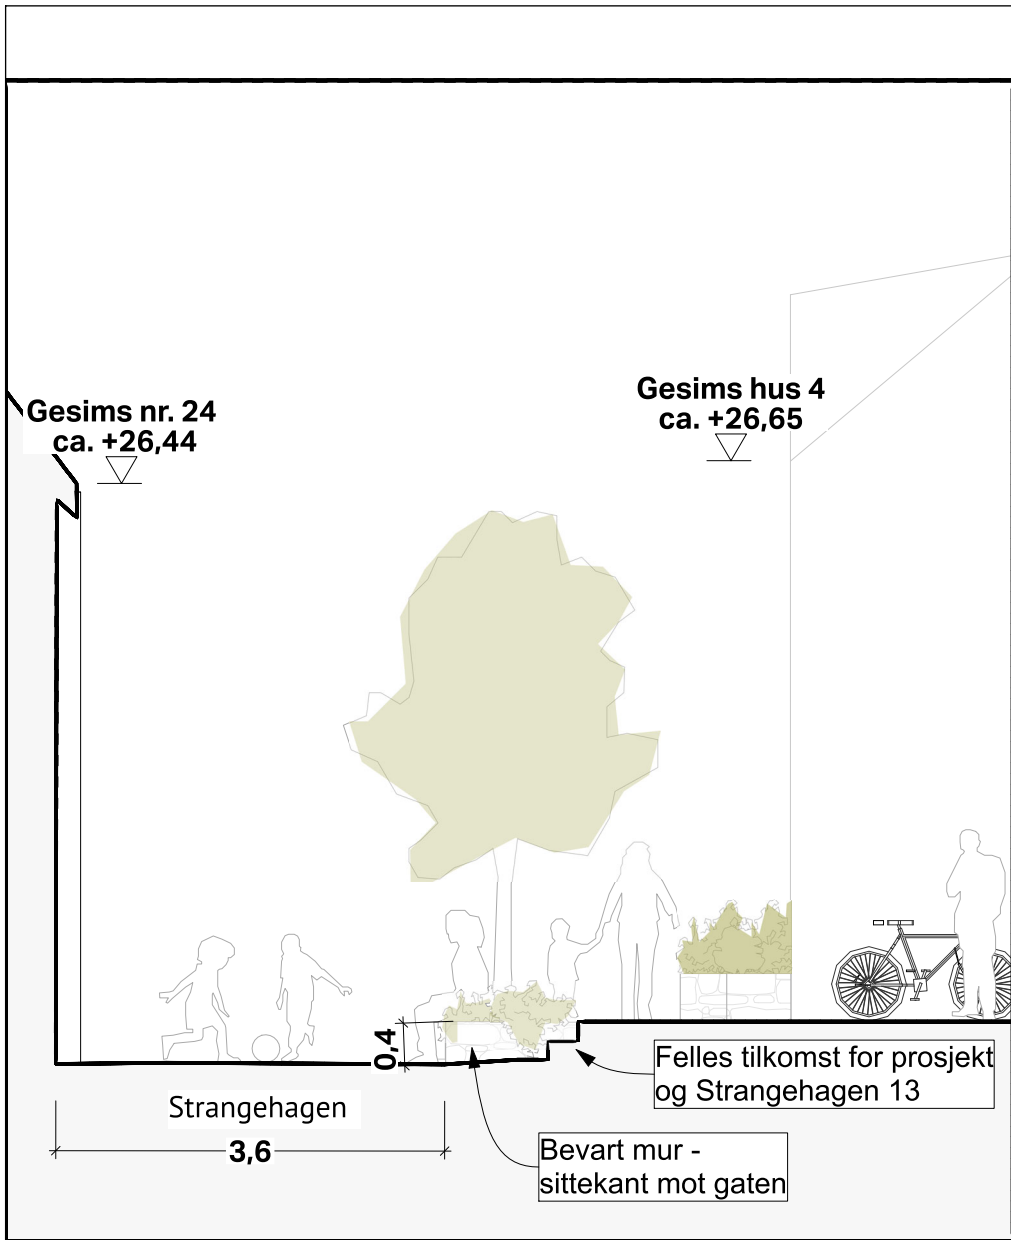 Gesims hus 4
ca. +26,65
Gesims nr. 24
ca. +26,44
0,4
Felles tilkomst for prosjekt
og Strangehagen 13
Strangehagen
3,6
Bevart mur -
sittekant mot gaten